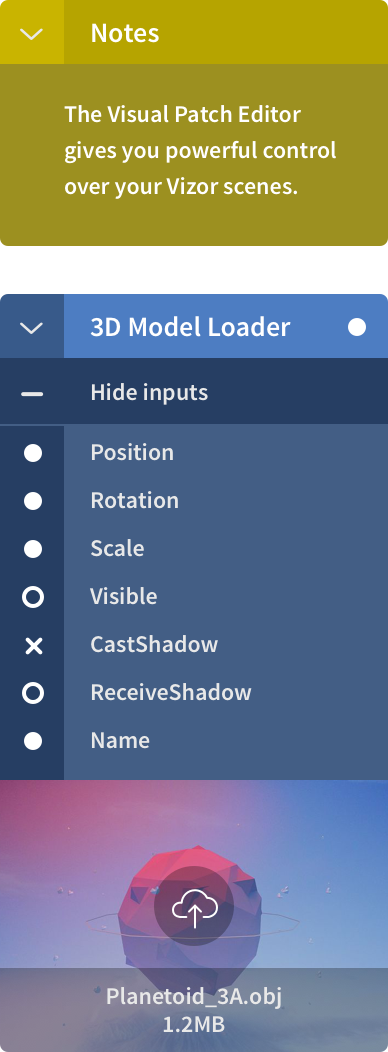 Notes
The Visual Patch Editor
gives you powerful control
over your Vizor scenes.
3D Model Loader
Hide inputs
Position
Rotation
Scale
Visible
CastShadow
ReceiveShadow
Name
Planetoid_3A.obj
1.2MB